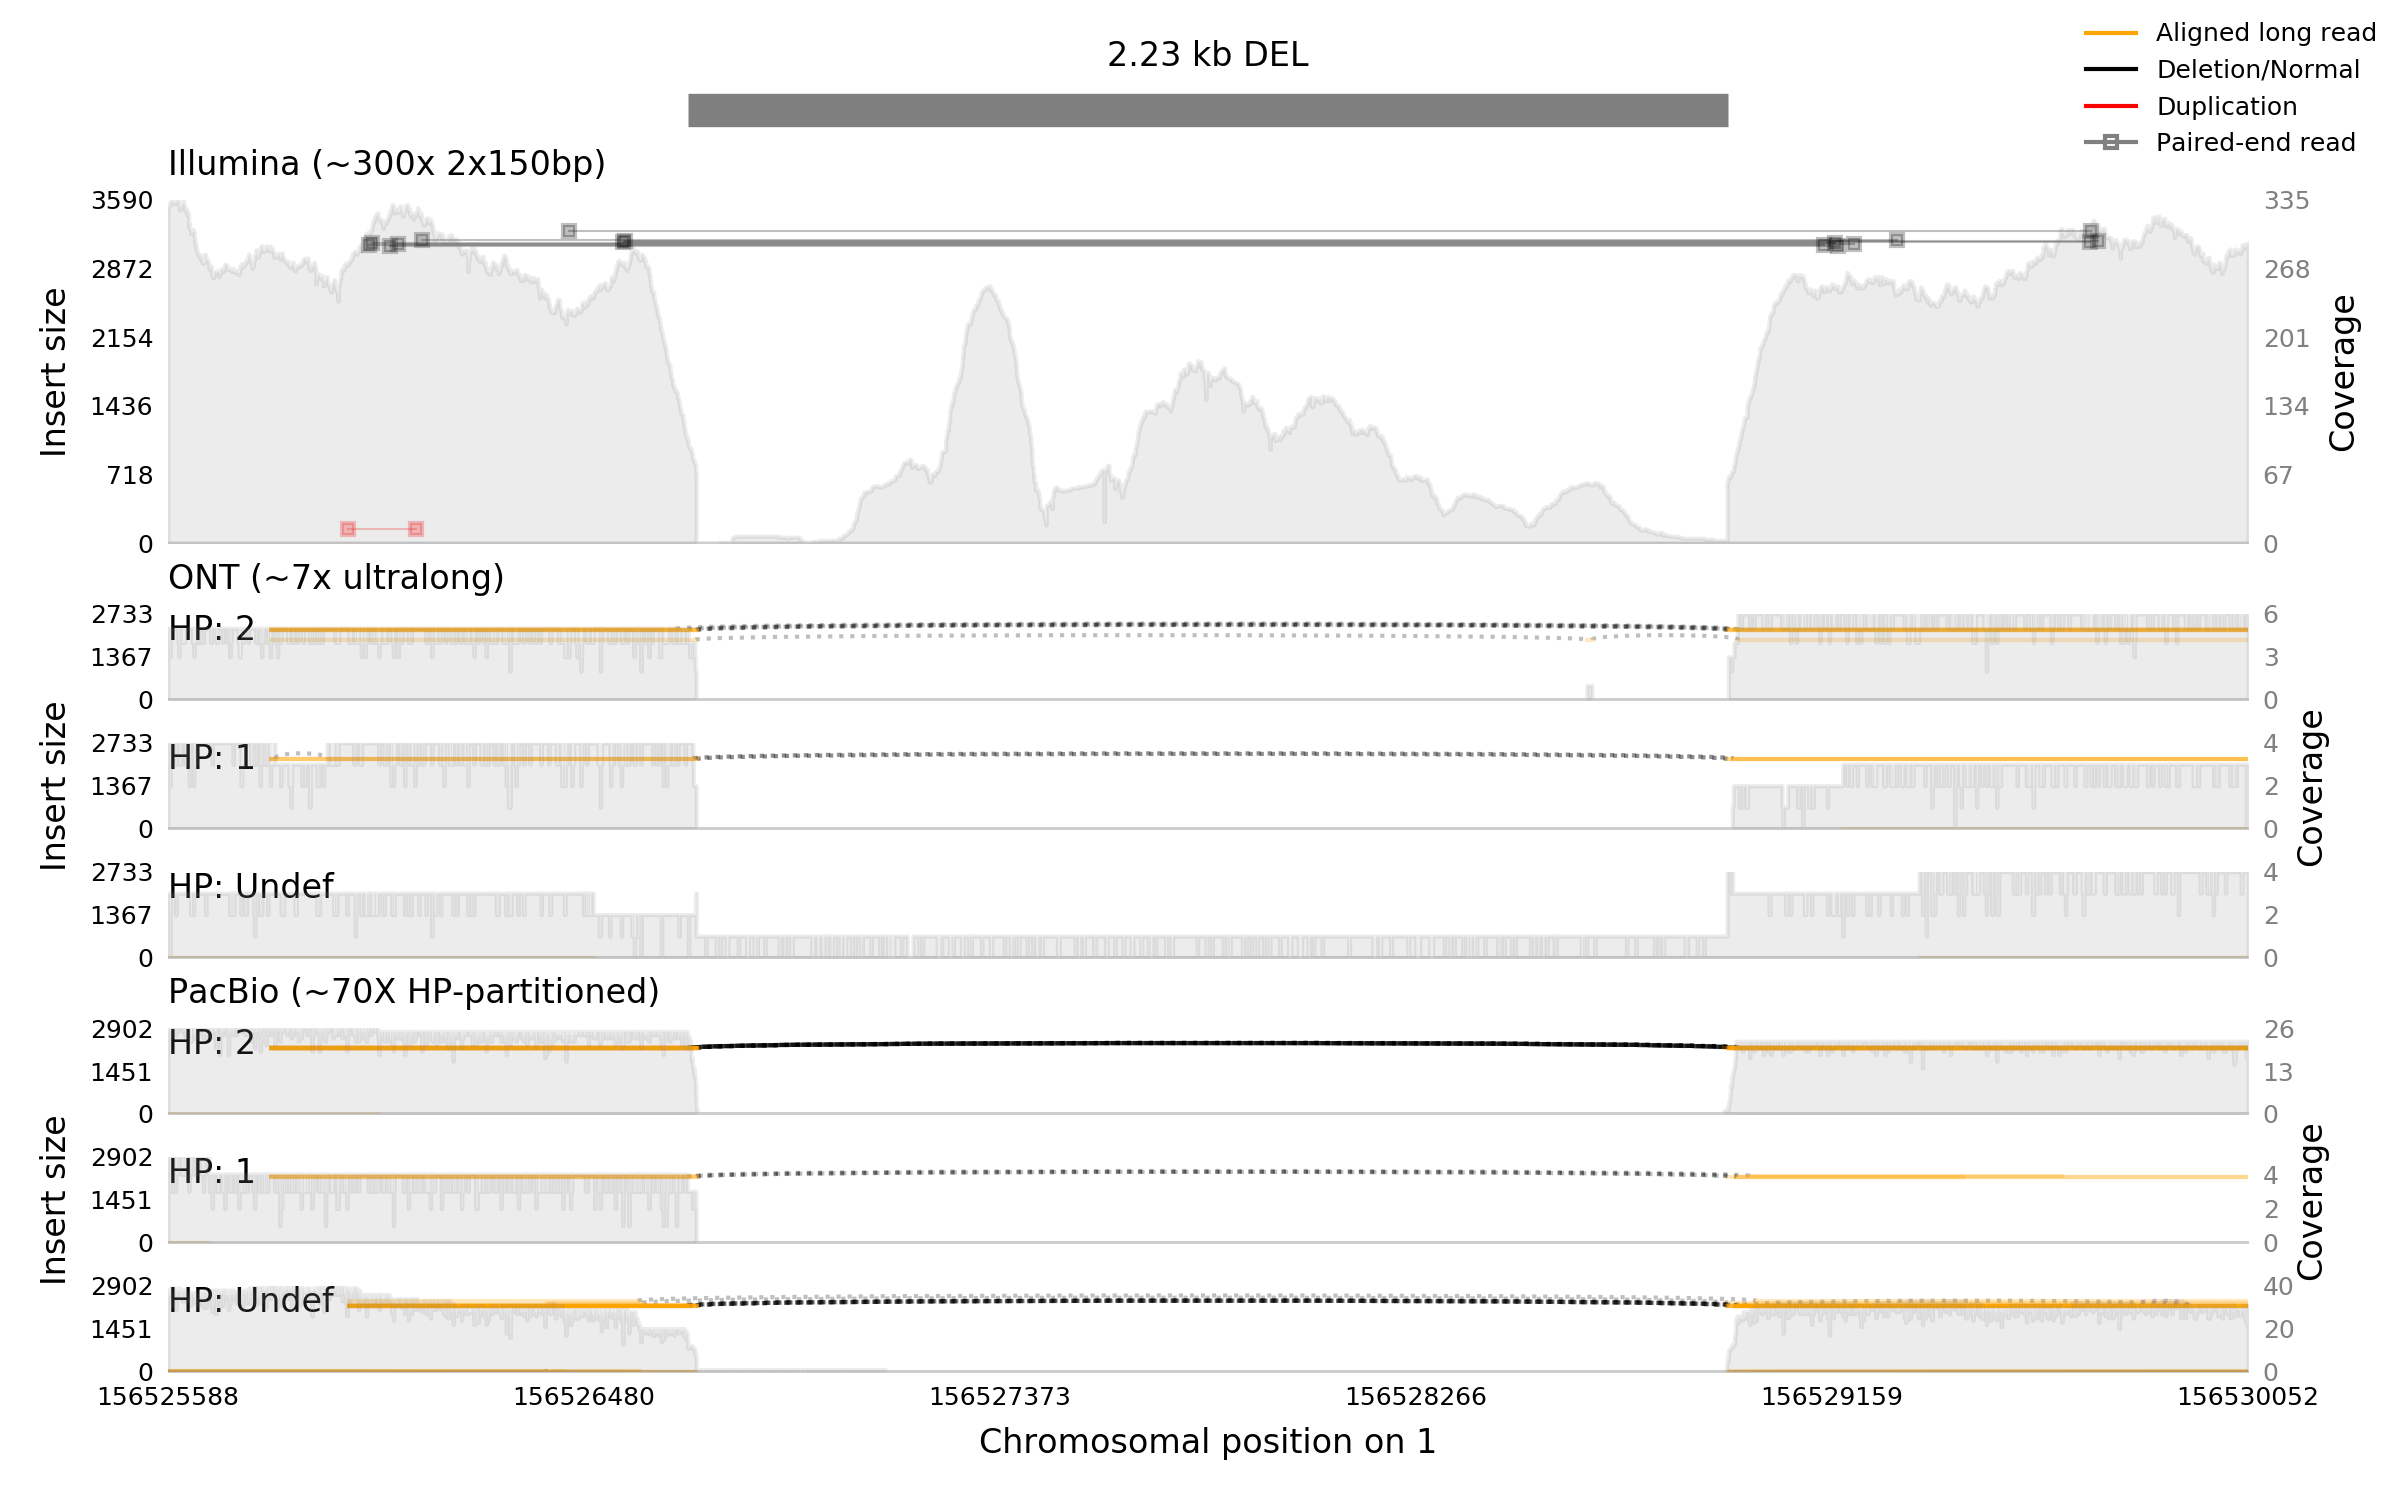 2.23 kb DEL
Aligned long read
Deletion/Normal
Duplication
Paired-end read
Illumina (~300x 2x150bp)
3590
2872
2154
1436
718
0
Insert size
335
268
201
134
67
0
Coverage
ONT (~7x ultralong)
HP: 2
2733
1367
0
6
3
0
HP: 1
2733
1367
0
4
2
0
HP: Undef
2733
1367
0
4
2
0
Insert size
Coverage
PacBio (~70X HP-partitioned)
HP: 2
2902
1451
0
26
13
0
HP: 1
2902
1451
0
4
2
0
HP: Undef
2902
1451
0
40
20
0
Insert size
Coverage
156525588 156526480 156527373 156528266 156529159 156530052
Chromosomal position on 1